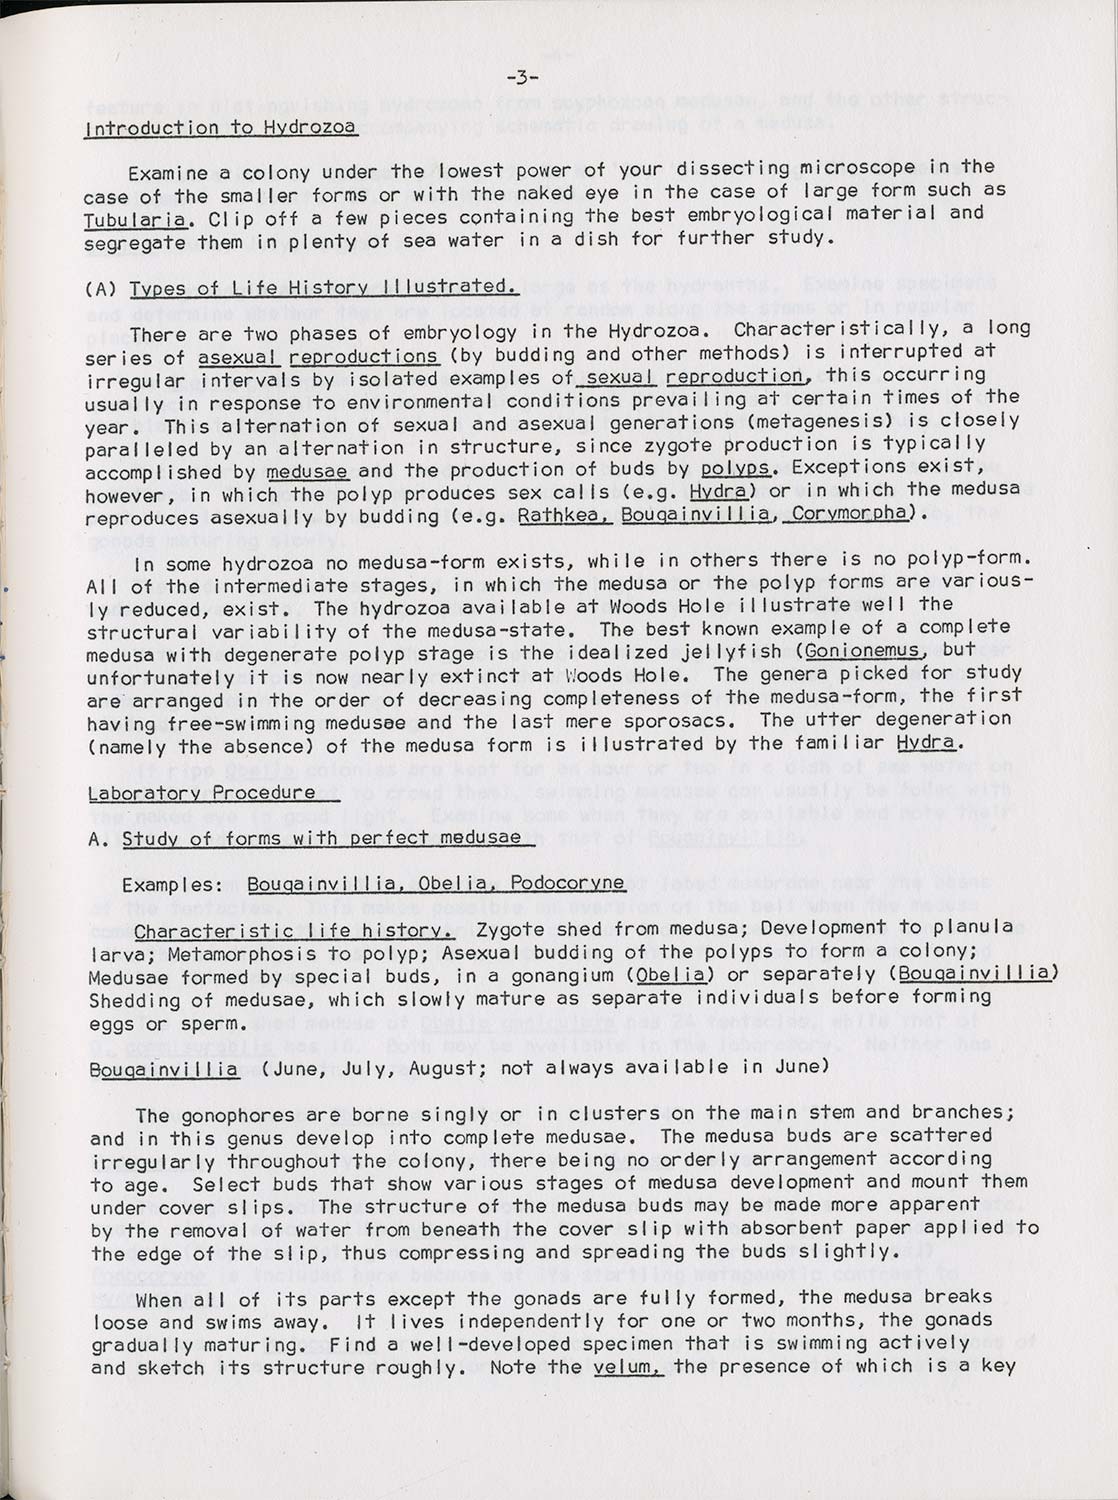 -3-
Introduction to Hydrozoa
Examine a colony under the lowest power of your dissecting microscope in the
case of the smaller forms or with the naked eye in the case of large form such as
Tubularia. Clip off a few pieces containing the best embryological material and
segregate them in plenty of sea water in a dish for further study.
(A) Types of Life History Illustrated.
There are two phases of embryology in the Hydrozoa. Characteristically, a long
series of asexual reproductions (by budding and other methods) is interrupted at
irregular intervals by isolated examples of sexual reproduction, this occurring
usually in response to environmental conditions prevailing at certain times of the
year. This alternation of sexual and asexual generations (metagenesis) is closely
paralleled by an alternation in structure, since zygote production is typically
accomplished by medusae and the production of buds by polyps. Exceptions exist,
however, in which the polyp produces sex calls (e.g. Hydra) or in which the medusa
reproduces asexually by budding (e.g. Rathkea, Bougainvillia, Corymorpha).
In some hydrozoa no medusa-form exists, while in others there is no polyp-form.
All of the intermediate stages, in which the medusa or the polyp forms are various-
ly reduced, exist. The hydrozoa available at Woods Hole illustrate well the
structural variability of the medusa-state. The best known example of a complete
medusa with degenerate polyp stage is the idealized jellyfish (Gonionemus, but
unfortunately it is now nearly extinct at Woods Hole. The genera picked for study
are arranged in the order of decreasing completeness of the medusa-form, the first
having free-swimming medusae and the last mere sporosacs. The utter degeneration
(namely the absence) of the medusa form is illustrated by the familiar Hydra.
Laboratory Procedure
A. Study of forms with perfect medusae
Examples: Bougainvillia, Obelia, Podocoryne
Characteristic life history. Zygote shed from medusa; Development to planula
larva; Metamorphosis to polyp; Asexual budding of the polyps to form a colony;
Medusae formed by special buds, in a gonangium (Obelia) or separately (Bougainvillia)
Shedding of medusae, which slowly mature as separate individuals before forming
eggs or sperm.
Bougainvillia (June, July, August; not always available in June)
The gonophores are borne singly or in clusters on the main stem and branches;
and in this genus develop into complete medusae. The medusa buds are scattered
irregularly throughout the colony, there being no orderly arrangement according
to age. Select buds that show various stages of medusa development and mount them
under cover slips. The structure of the medusa buds may be made more apparent
by the removal of water from beneath the cover slip with absorbent paper applied to
the edge of the slip, thus compressing and spreading the buds slightly.
When all of its parts except the gonads are fully formed, the medusa breaks
loose and swims away. It lives independently for one or two months, the gonads
gradually maturing. Find a well-developed specimen that is swimming actively
and sketch its structure roughly. Note the velum, the presence of which is a key